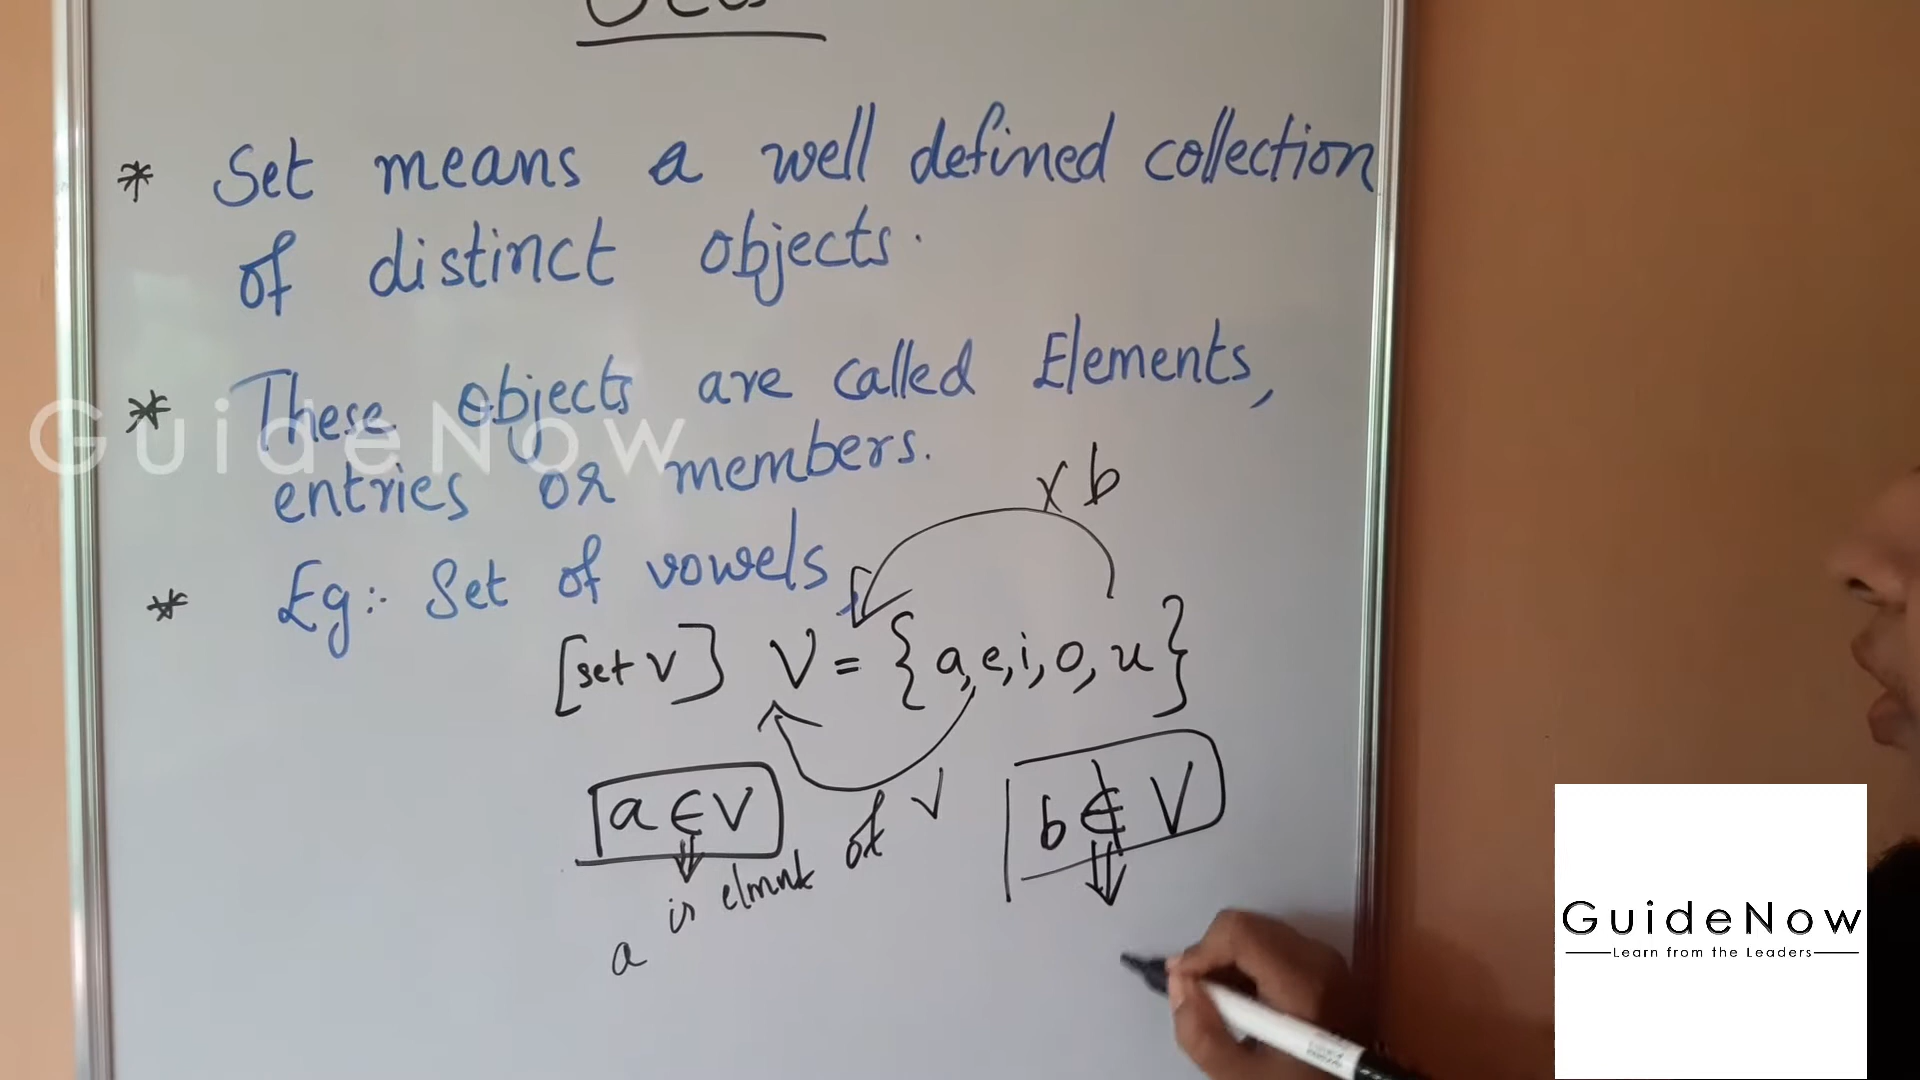 Sets
* Set means a well defined collection
of distinct objects.
* These objects are called Elements,
entries or members.
x b
* Eg:- Set of vowels,
[set V] V = {a, e, i, o, u}
a ∈ V
✓
b ∉ V
a is elmnt of
GuideNow
GuideNow
Learn from the Leaders